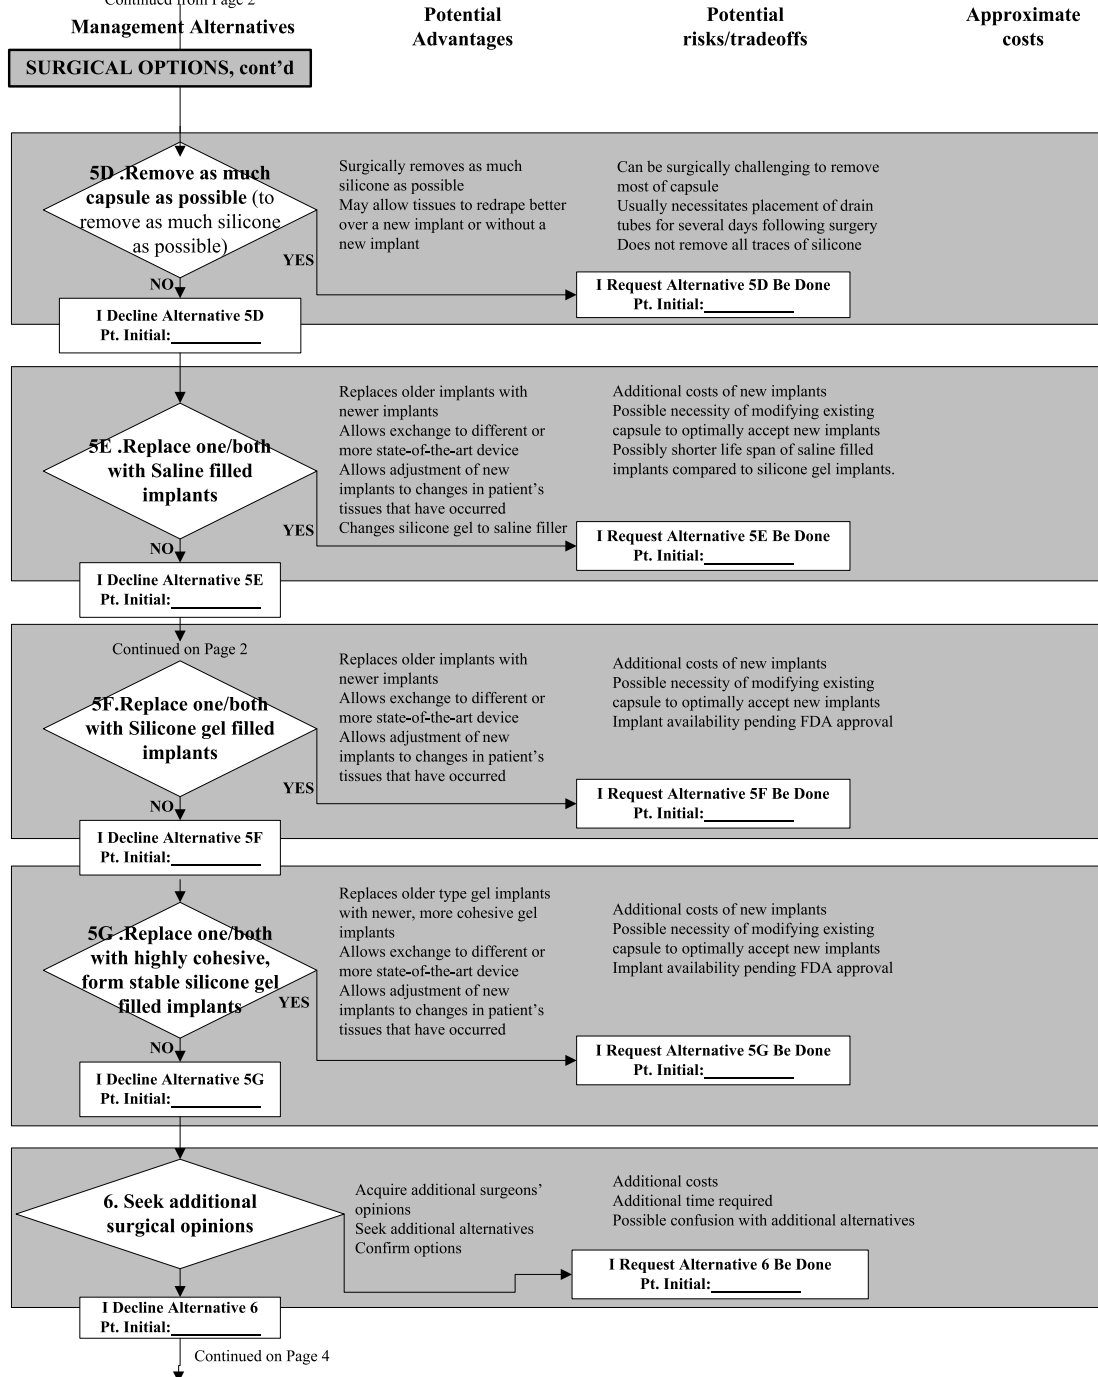 Continued from Page 2
Management Alternatives
Potential
Advantages
Potential
risks/tradeoffs
Approximate
costs
SURGICAL OPTIONS, cont’d
5D .Remove as much
capsule as possible (to
remove as much silicone
as possible)
YES
NO
Surgically removes as much
silicone as possible
May allow tissues to redrape better
over a new implant or without a
new implant
Can be surgically challenging to remove
most of capsule
Usually necessitates placement of drain
tubes for several days following surgery
Does not remove all traces of silicone
I Request Alternative 5D Be Done
Pt. Initial:__________
I Decline Alternative 5D
Pt. Initial:__________
5E .Replace one/both
with Saline filled
implants
YES
NO
Replaces older implants with
newer implants
Allows exchange to different or
more state-of-the-art device
Allows adjustment of new
implants to changes in patient’s
tissues that have occurred
Changes silicone gel to saline filler
Additional costs of new implants
Possible necessity of modifying existing
capsule to optimally accept new implants
Possibly shorter life span of saline filled
implants compared to silicone gel implants.
I Request Alternative 5E Be Done
Pt. Initial:__________
I Decline Alternative 5E
Pt. Initial:__________
Continued on Page 2
5F.Replace one/both
with Silicone gel filled
implants
YES
NO
Replaces older implants with
newer implants
Allows exchange to different or
more state-of-the-art device
Allows adjustment of new
implants to changes in patient’s
tissues that have occurred
Additional costs of new implants
Possible necessity of modifying existing
capsule to optimally accept new implants
Implant availability pending FDA approval
I Request Alternative 5F Be Done
Pt. Initial:__________
I Decline Alternative 5F
Pt. Initial:__________
5G .Replace one/both
with highly cohesive,
form stable silicone gel
filled implants
YES
NO
Replaces older type gel implants
with newer, more cohesive gel
implants
Allows exchange to different or
more state-of-the-art device
Allows adjustment of new
implants to changes in patient’s
tissues that have occurred
Additional costs of new implants
Possible necessity of modifying existing
capsule to optimally accept new implants
Implant availability pending FDA approval
I Request Alternative 5G Be Done
Pt. Initial:__________
I Decline Alternative 5G
Pt. Initial:__________
6. Seek additional
surgical opinions
Acquire additional surgeons’
opinions
Seek additional alternatives
Confirm options
Additional costs
Additional time required
Possible confusion with additional alternatives
I Request Alternative 6 Be Done
Pt. Initial:__________
I Decline Alternative 6
Pt. Initial:__________
Continued on Page 4